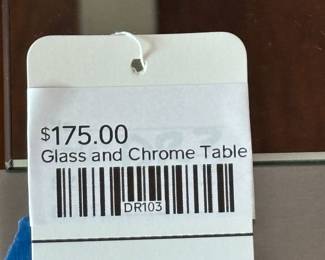 $175.00
Glass and Chrome Table
DR103